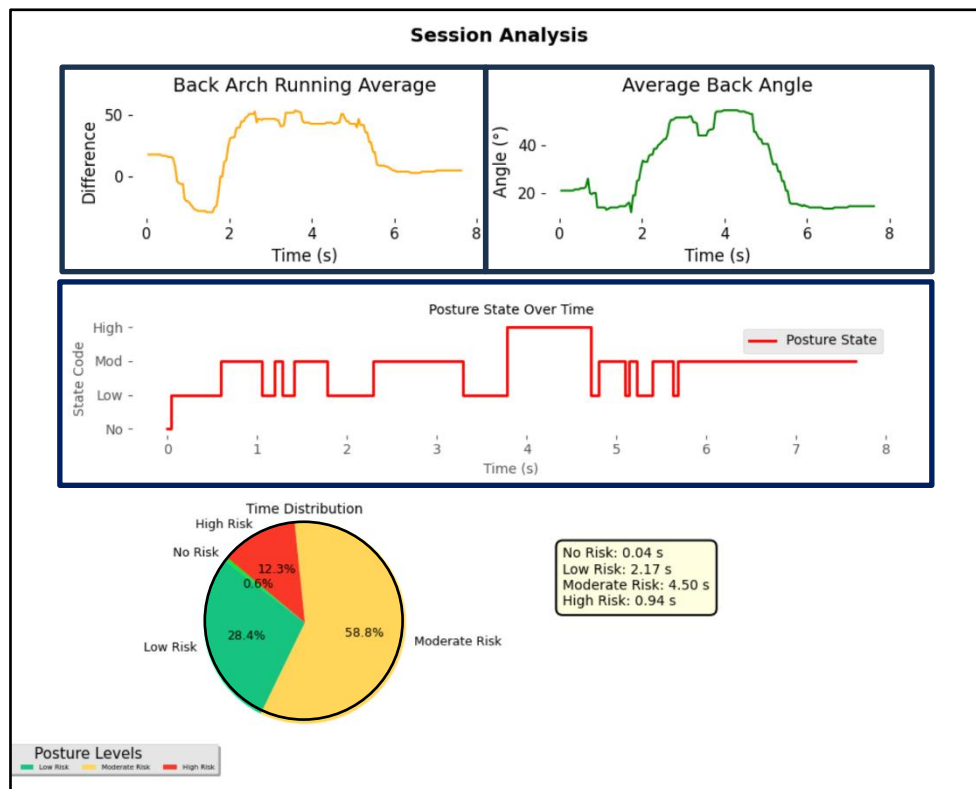 Session Analysis
Back Arch Running Average
50 -
0 -
Difference
0 2 4 6 8
Time (s)
Average Back Angle
40 -
20 -
Angle (°)
0 2 4 6 8
Time (s)
Posture State Over Time
High -
Mod -
Low -
No -
State Code
Posture State
0 1 2 3 4 5 6 7 8
Time (s)
Time Distribution
High Risk
No Risk
12.3%
0.6%
28.4%
58.8%
Low Risk
Moderate Risk
No Risk: 0.04 s
Low Risk: 2.17 s
Moderate Risk: 4.50 s
High Risk: 0.94 s
Posture Levels
Low Risk Moderate Risk High Risk